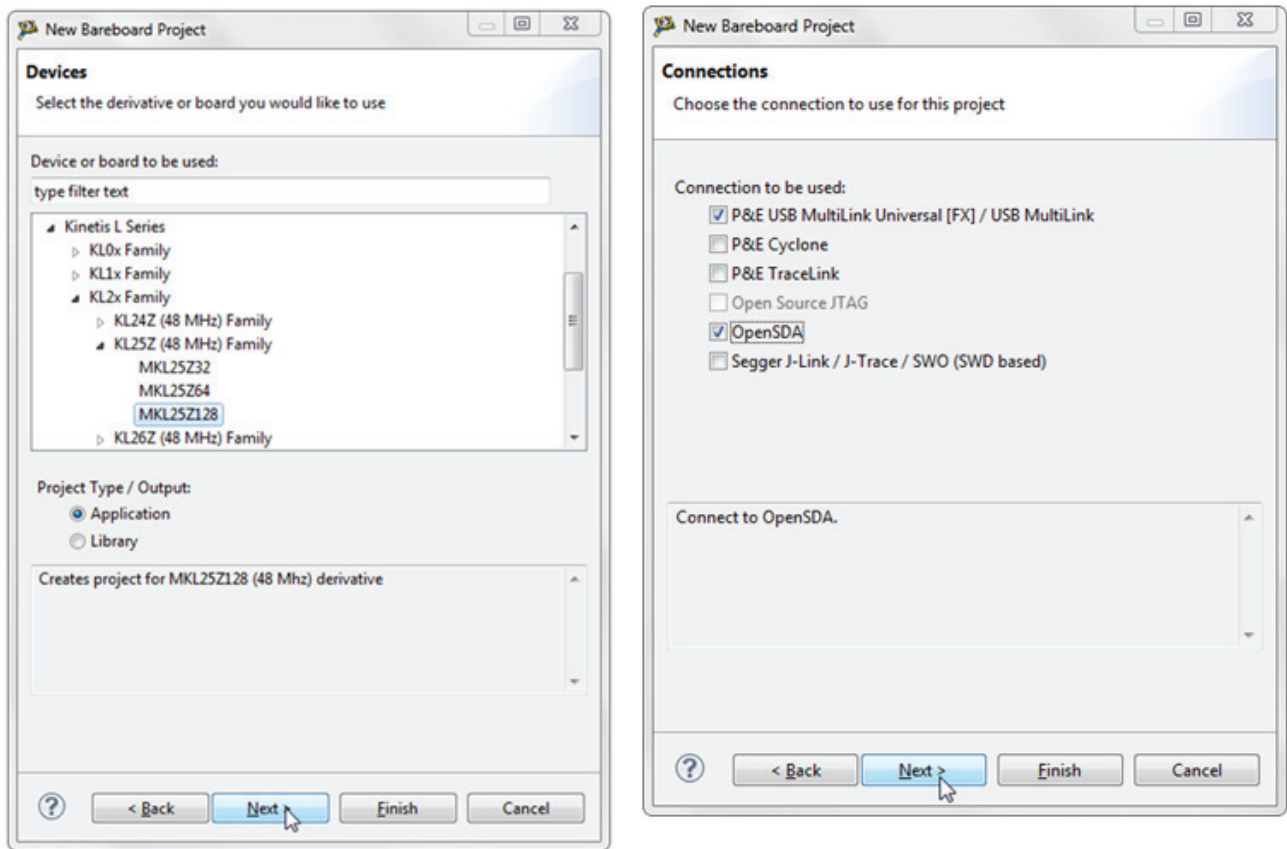 New Bareboard Project
Devices
Select the derivative or board you would like to use
Device or board to be used:
type filter text
Kinetis L Series
KL0x Family
KL1x Family
KL2x Family
KL24Z (48 MHz) Family
KL25Z (48 MHz) Family
MKL25Z32
MKL25Z64
MKL25Z128
KL26Z (48 MHz) Family
Project Type / Output:
Application
Library
Creates project for MKL25Z128 (48 Mhz) derivative
? < Back Next > Finish Cancel
New Bareboard Project
Connections
Choose the connection to use for this project
Connection to be used:
P&E USB MultiLink Universal [FX] / USB MultiLink
P&E Cyclone
P&E TraceLink
Open Source JTAG
OpenSDA
Segger J-Link / J-Trace / SWO (SWD based)
Connect to OpenSDA.
? < Back Next > Finish Cancel